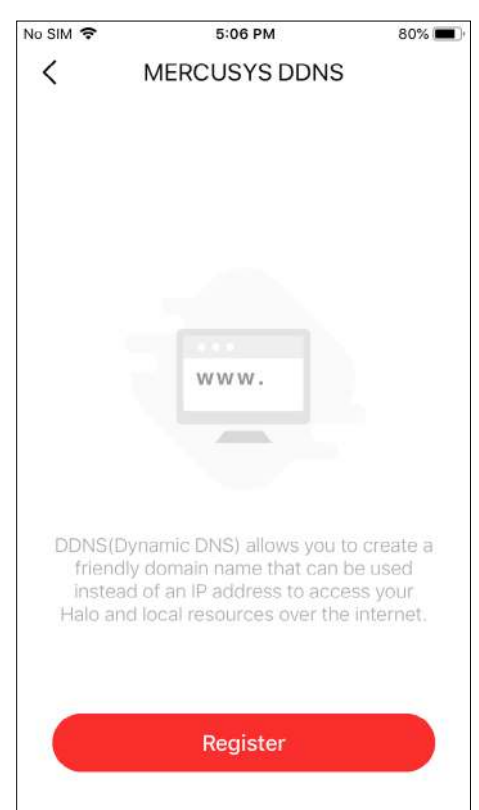 No SIM 5:06 PM 80%
MERCUSYS DDNS
www.
DDNS(Dynamic DNS) allows you to create a
friendly domain name that can be used
instead of an IP address to access your
Halo and local resources over the internet.
Register